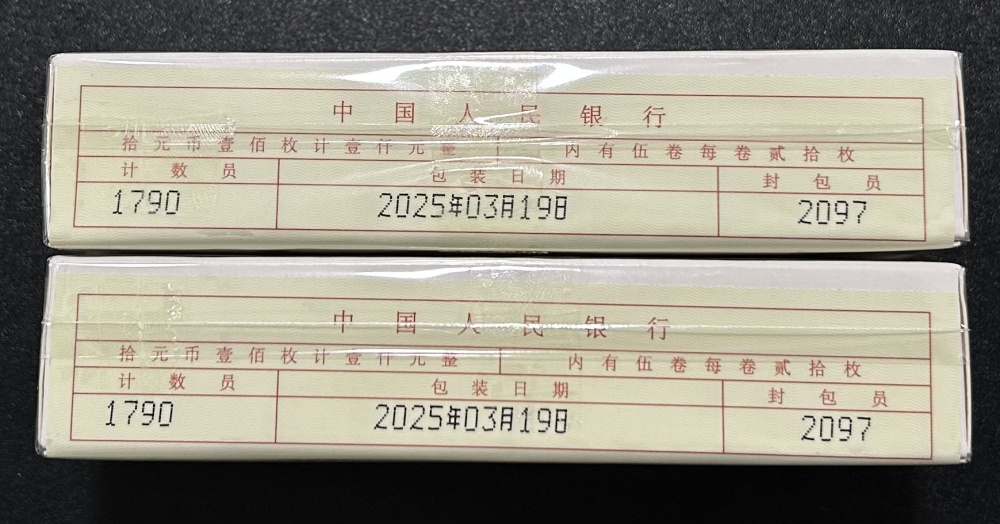 中国人民银行
拾元币壹佰枚计壹仟元整 内有伍卷每卷贰拾枚
计数员 包装日期 封包员
1790 2025年03月19日 2097
中国人民银行
拾元币壹佰枚计壹仟元整 内有伍卷每卷贰拾枚
计数员 包装日期 封包员
1790 2025年03月19日 2097